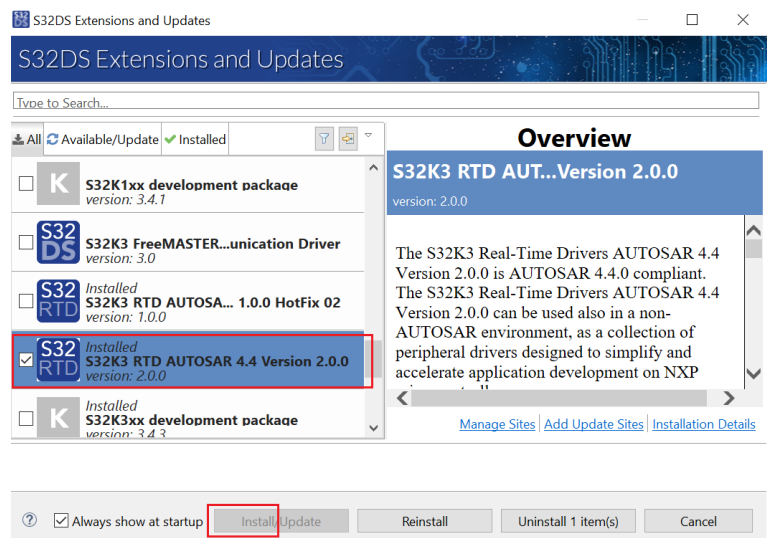 S32DS Extensions and Updates
S32DS Extensions and Updates
Type to Search...
All Available/Update Installed
K
S32K1xx development package
version: 3.4.1
S32
DS
S32K3 FreeMASTER...unication Driver
version: 3.0
S32
RTD
Installed
S32K3 RTD AUTOSA... 1.0.0 HotFix 02
version: 1.0.0
S32
RTD
Installed
S32K3 RTD AUTOSAR 4.4 Version 2.0.0
version: 2.0.0
K
Installed
S32K3xx development package
version: 3.4.3
Overview
S32K3 RTD AUT...Version 2.0.0
version: 2.0.0
The S32K3 Real-Time Drivers AUTOSAR 4.4
Version 2.0.0 is AUTOSAR 4.4.0 compliant.
The S32K3 Real-Time Drivers AUTOSAR 4.4
Version 2.0.0 can be used also in a non-
AUTOSAR environment, as a collection of
peripheral drivers designed to simplify and
accelerate application development on NXP
Manage Sites Add Update Sites Installation Details
? Always show at startup Install/Update Reinstall Uninstall 1 item(s) Cancel